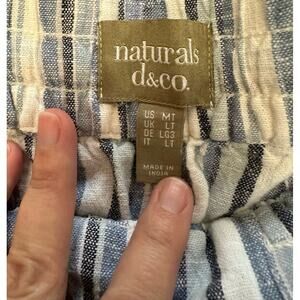 naturals
d&co.
US MT
UK LT
DE LG3
IT LT
MADE IN
INDIA